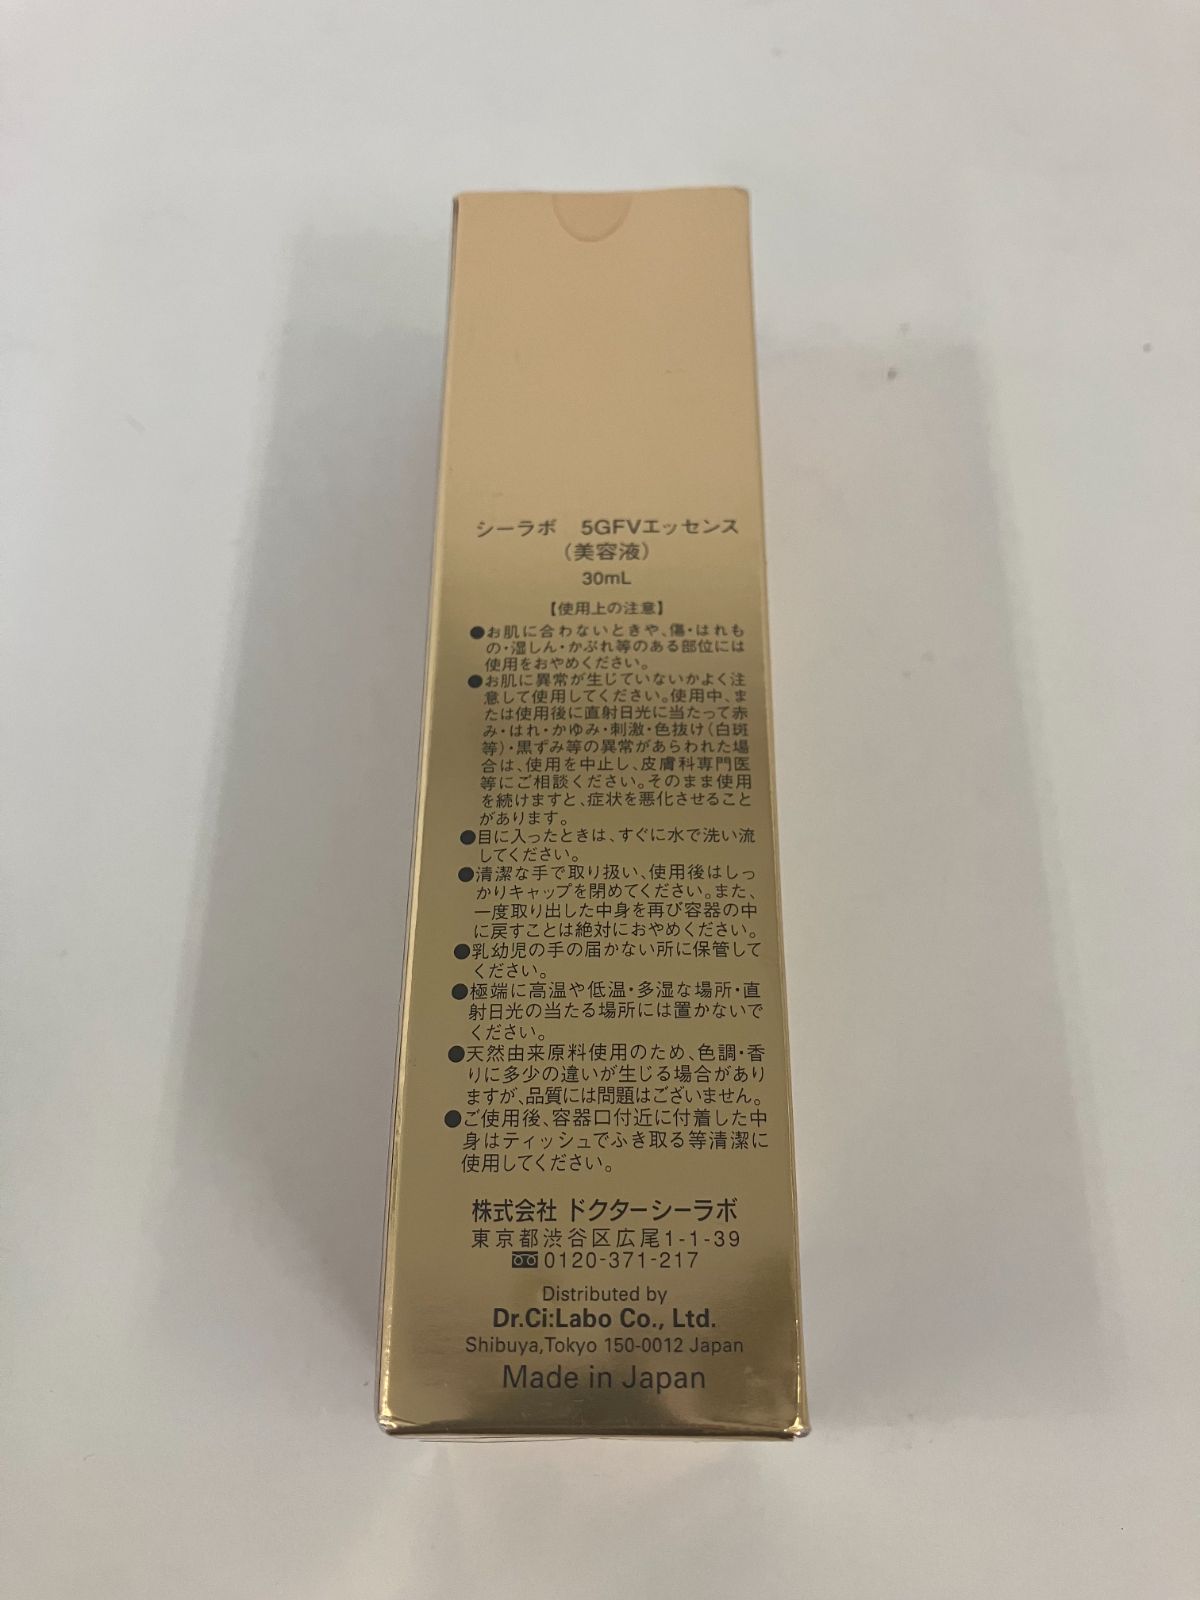 シーラボ　5GFVエッセンス
（美容液）
30mL
【使用上の注意】
●お肌に合わないときや、傷・はれも
の・湿しん・かぶれ等のある部位には
使用をおやめください。
●お肌に異常が生じていないかよく注
意して使用してください。使用中、ま
たは使用後に直射日光に当たって赤
み・はれ・かゆみ・刺激・色抜け（白斑
等）・黒ずみ等の異常があらわれた場
合は、使用を中止し、皮膚科専門医
等にご相談ください。そのまま使用
を続けますと、症状を悪化させること
があります。
●目に入ったときは、すぐに水で洗い流
してください。
●清潔な手で取り扱い、使用後はしっ
かりキャップを閉めてください。また、
一度取り出した中身を再び容器の中
に戻すことは絶対におやめください。
●乳幼児の手の届かない所に保管して
ください。
●極端に高温や低温・多湿な場所・直
射日光の当たる場所には置かないで
ください。
●天然由来原料使用のため、色調・香
りに多少の違いが生じる場合があり
ますが、品質には問題はございません。
●ご使用後、容器口付近に付着した中
身はティッシュでふき取る等清潔に
使用してください。
株式会社 ドクターシーラボ
東京都渋谷区広尾1-1-39
0120-371-217
Distributed by
Dr.Ci:Labo Co., Ltd.
Shibuya,Tokyo 150-0012 Japan
Made in Japan